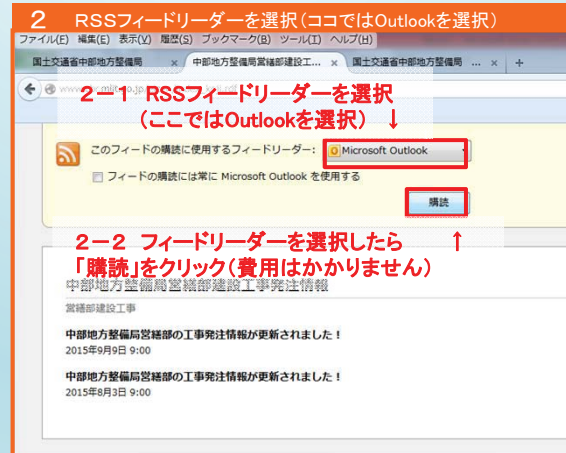 2 RSSフィードリーダーを選択(ココではOutlookを選択)
ファイル(F) 編集(E) 表示(V) 履歴(S) ブックマーク(B) ツール(T) ヘルプ(H)
国土交通省中部地方整備局 × 中部地方整備局営繕部建設工... × 国土交通省中部地方整備局 ... × +
2-1 RSSフィードリーダーを選択
(ここではOutlookを選択) ↓
このフィードの購読に使用するフィードリーダー: Microsoft Outlook
フィードの購読には常に Microsoft Outlook を使用する
購読
2-2 フィードリーダーを選択したら ↑
「購読」をクリック(費用はかかりません)
中部地方整備局営繕部建設工事発注情報
営繕部建設工事
中部地方整備局営繕部の工事発注情報が更新されました!
2015年9月9日 9:00
中部地方整備局営繕部の工事発注情報が更新されました!
2015年8月3日 9:00